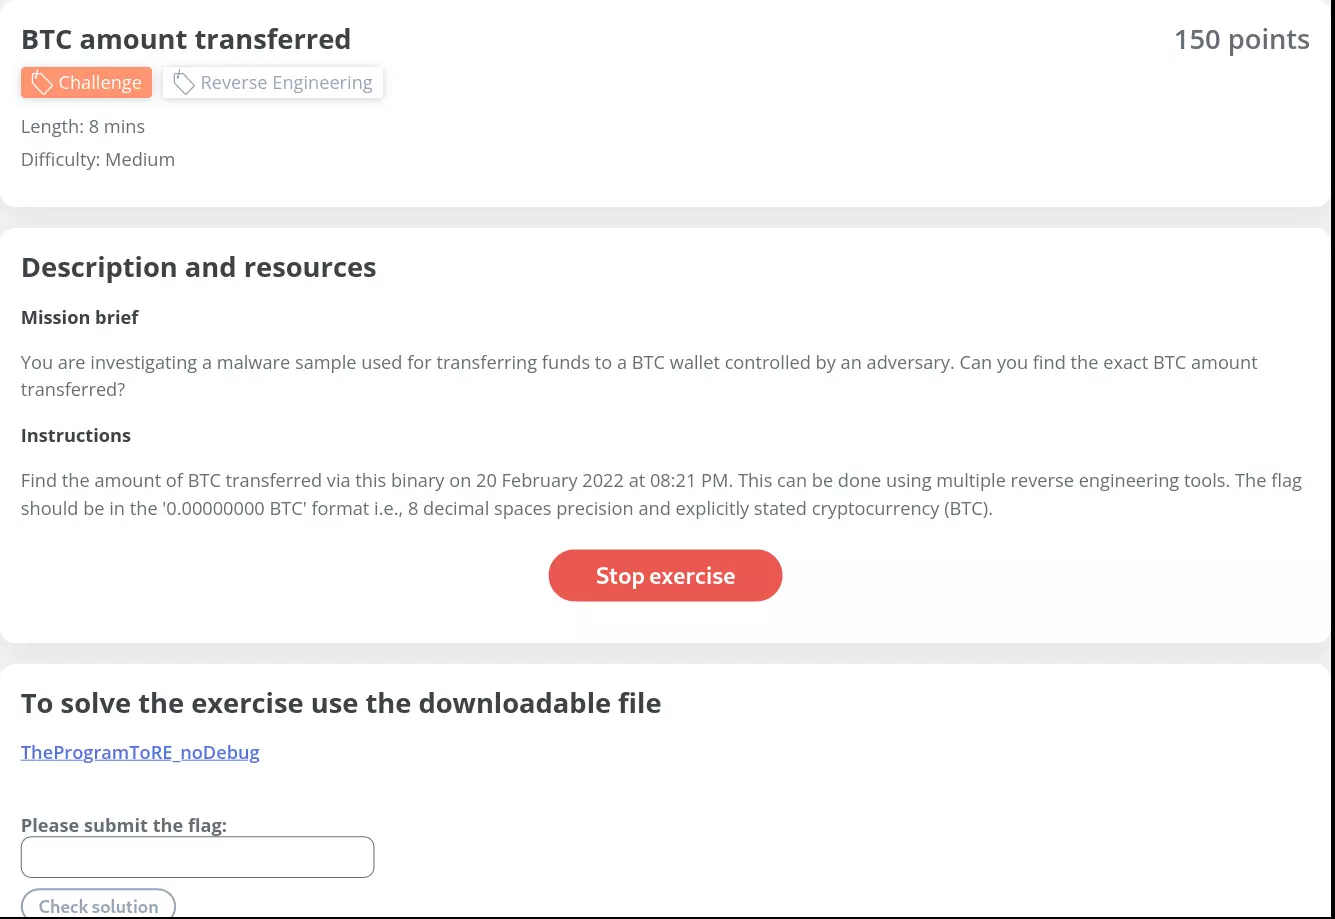 BTC amount transferred
150 points
Challenge
Reverse Engineering
Length: 8 mins
Difficulty: Medium
Description and resources
Mission brief
You are investigating a malware sample used for transferring funds to a BTC wallet controlled by an adversary. Can you find the exact BTC amount
transferred?
Instructions
Find the amount of BTC transferred via this binary on 20 February 2022 at 08:21 PM. This can be done using multiple reverse engineering tools. The flag
should be in the '0.00000000 BTC' format i.e., 8 decimal spaces precision and explicitly stated cryptocurrency (BTC).
Stop exercise
To solve the exercise use the downloadable file
TheProgramToRE_noDebug
Please submit the flag:
Check solution